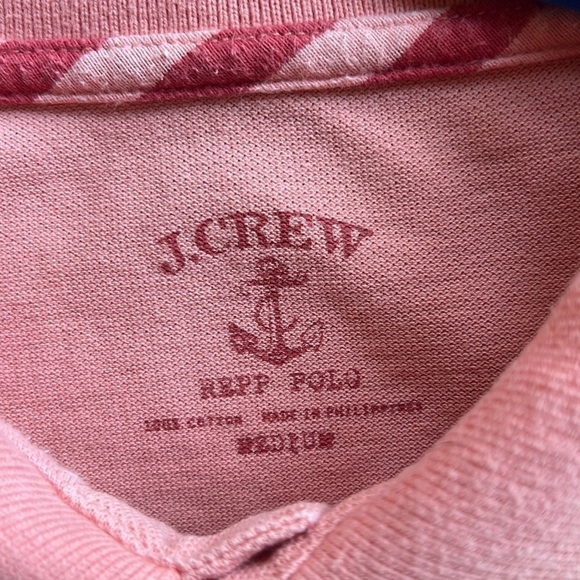 J.CREW
REPP POLO
100% COTTON MADE IN PHILIPPINES
MEDIUM